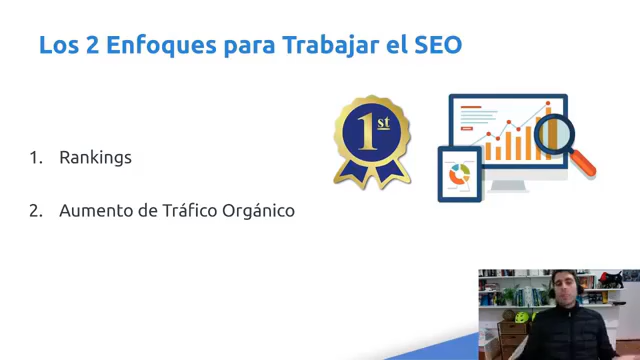 Los 2 Enfoques para Trabajar el SEO
1st
1. Rankings
2. Aumento de Tráfico Orgánico